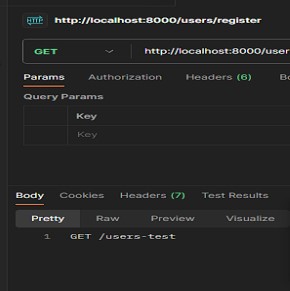 HTTP http://localhost:8000/users/register
GET http://localhost:8000/user
Params Authorization Headers (6)
Query Params
Key
Key
Body Cookies Headers (7) Test Results
Pretty Raw Preview Visualize
1 GET /users-test